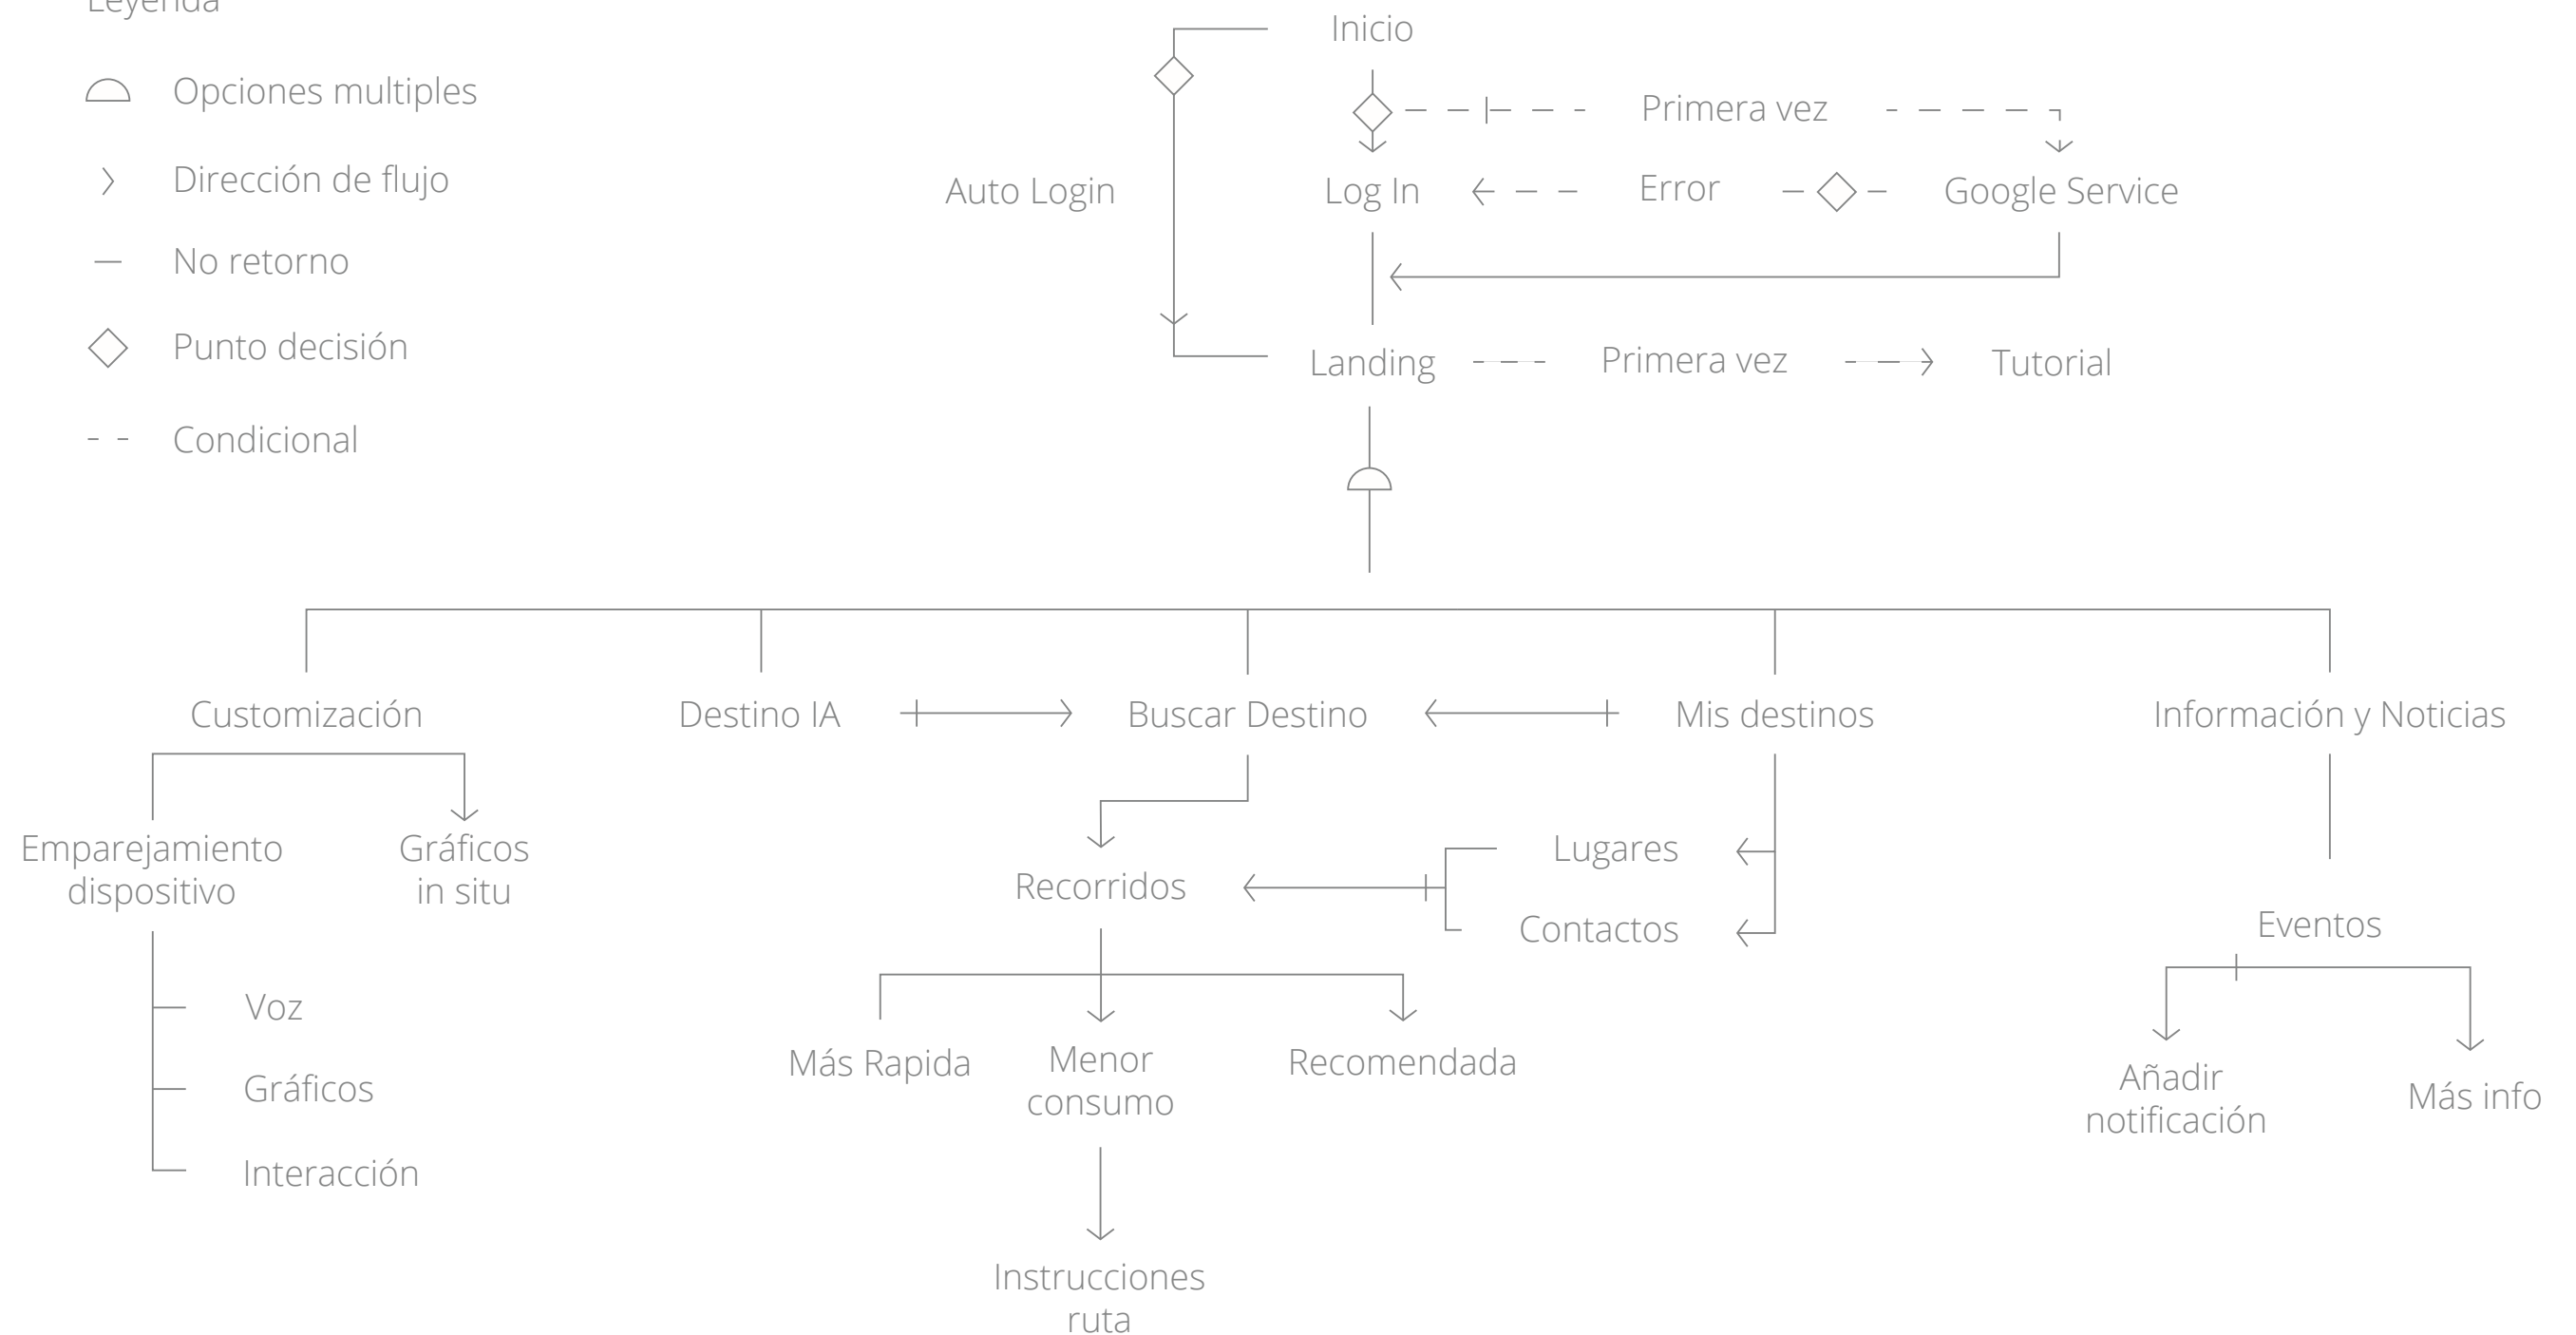 Leyenda
Opciones multiples
Dirección de flujo
No retorno
Punto decisión
Condicional
Inicio
Primera vez
Auto Login
Log In
Error
Google Service
Landing
Primera vez
Tutorial
Customización
Destino IA
Buscar Destino
Mis destinos
Información y Noticias
Emparejamiento
dispositivo
Gráficos
in situ
Voz
Gráficos
Interacción
Recorridos
Lugares
Contactos
Más Rapida
Menor
consumo
Recomendada
Instrucciones
ruta
Eventos
Añadir
notificación
Más info